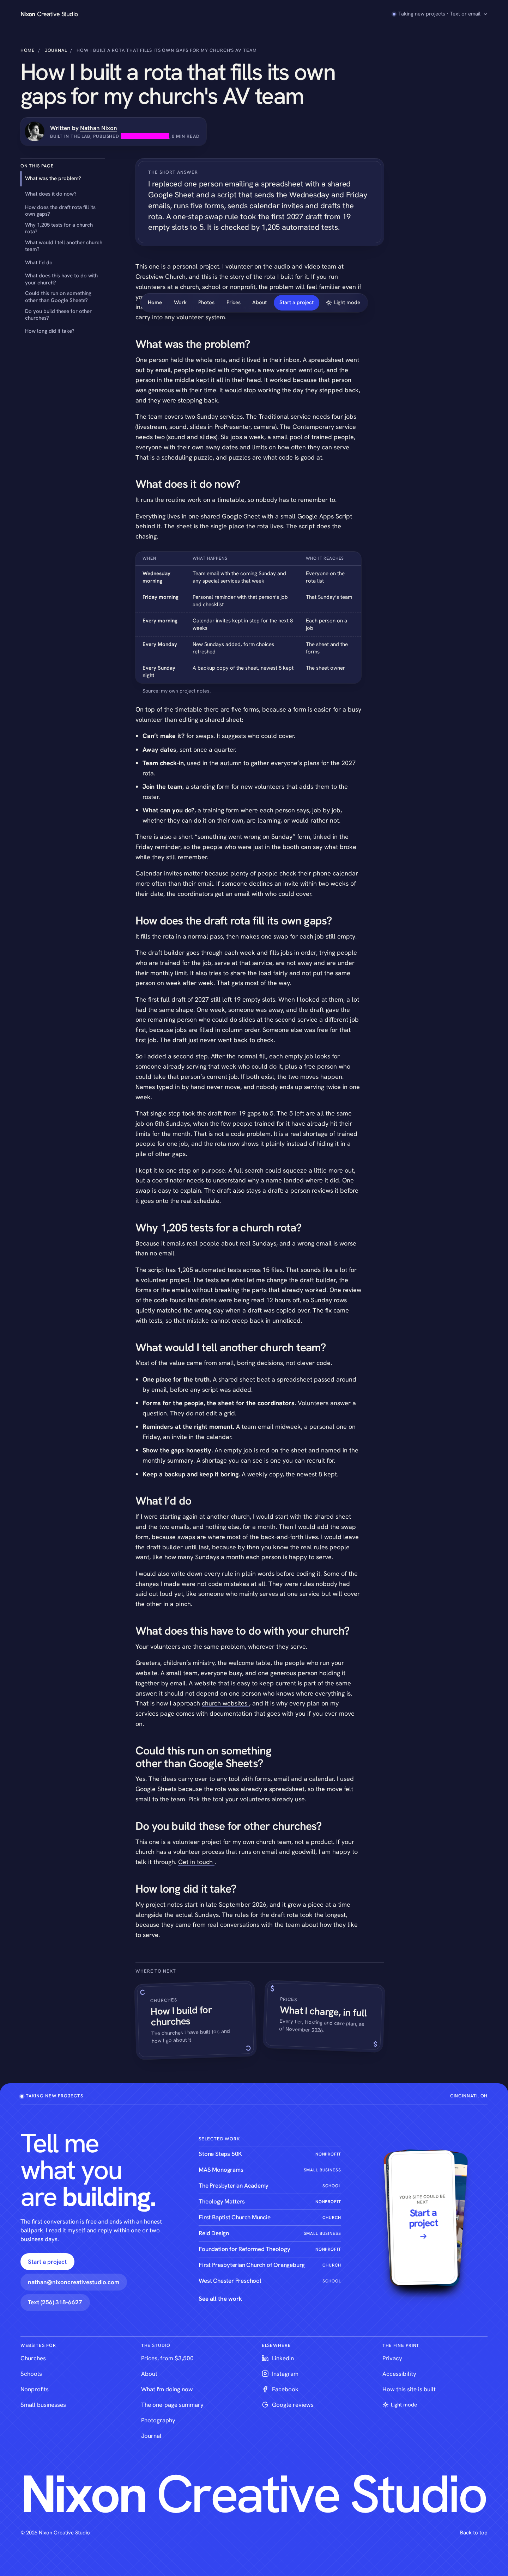 Nixon Creative Studio
Taking new projects · Text or email
HOME / JOURNAL / HOW I BUILT A ROTA THAT FILLS ITS OWN GAPS FOR MY CHURCH'S AV TEAM
How I built a rota that fills its own
gaps for my church's AV team
Written by Nathan Nixon
BUILT IN THE LAB, PUBLISHED
8 MIN READ
ON THIS PAGE
What was the problem?
What does it do now?
How does the draft rota fill its
own gaps?
Why 1,205 tests for a church
rota?
What would I tell another church
team?
What I'd do
What does this have to do with
your church?
Could this run on something
other than Google Sheets?
Do you build these for other
churches?
How long did it take?
THE SHORT ANSWER
I replaced one person emailing a spreadsheet with a shared
Google Sheet and a script that sends the Wednesday and Friday
emails, runs five forms, sends calendar invites and drafts the
rota. A one-step swap rule took the first 2027 draft from 19
empty slots to 5. It is checked by 1,205 automated tests.
This one is a personal project. I volunteer on the audio and video team at
Crestview Church, and this is the story of the rota I built for it. If you run
volunteers at a church, school or nonprofit, the problem will feel familiar even if
Home
Work
Photos
Prices
About
Start a project
Light mode
carry into any volunteer system.
What was the problem?
One person held the whole rota, and it lived in their inbox. A spreadsheet went
out by email, people replied with changes, a new version went out, and the
person in the middle kept it all in their head. It worked because that person
was generous with their time. It would stop working the day they stepped back,
and they were stepping back.
The team covers two Sunday services. The Traditional service needs four jobs
(livestream, sound, slides in ProPresenter, camera). The Contemporary service
needs two (sound and slides). Six jobs a week, a small pool of trained people,
everyone with their own away dates and limits on how often they can serve.
That is a scheduling puzzle, and puzzles are what code is good at.
What does it do now?
It runs the routine work on a timetable, so nobody has to remember to.
Everything lives in one shared Google Sheet with a small Google Apps Script
behind it. The sheet is the single place the rota lives. The script does the
chasing.
WHEN
WHAT HAPPENS
WHO IT REACHES
Wednesday
morning
Team email with the coming Sunday and
any special services that week
Everyone on the
rota list
Friday morning
Personal reminder with that person's job
and checklist
That Sunday's team
Every morning
Calendar invites kept in step for the next 8
weeks
Each person on a
job
Every Monday
New Sundays added, form choices
refreshed
The sheet and the
forms
Every Sunday
night
A backup copy of the sheet, newest 8 kept
The sheet owner
Source: my own project notes.
On top of the timetable there are five forms, because a form is easier for a busy
volunteer than editing a shared sheet:
• Can't make it? for swaps. It suggests who could cover.
• Away dates, sent once a quarter.
• Team check-in, used in the autumn to gather everyone's plans for the 2027
rota.
• Join the team, a standing form for new volunteers that adds them to the
roster.
• What can you do?, a training form where each person says, job by job,
whether they can do it on their own, are learning, or would rather not.
There is also a short "something went wrong on Sunday" form, linked in the
Friday reminder, so the people who were just in the booth can say what broke
while they still remember.
Calendar invites matter because plenty of people check their phone calendar
more often than their email. If someone declines an invite within two weeks of
their date, the coordinators get an email with who could cover.
How does the draft rota fill its own gaps?
It fills the rota in a normal pass, then makes one swap for each job still empty.
The draft builder goes through each week and fills jobs in order, trying people
who are trained for the job, serve at that service, are not away and are under
their monthly limit. It also tries to share the load fairly and not put the same
person on week after week. That gets most of the way.
The first full draft of 2027 still left 19 empty slots. When I looked at them, a lot
had the same shape. One week, someone was away, and the draft gave the
one remaining person who could do slides at the second service a different job
first, because jobs are filled in column order. Someone else was free for that
first job. The draft just never went back to check.
So I added a second step. After the normal fill, each empty job looks for
someone already serving that week who could do it, plus a free person who
could take that person's current job. If both exist, the two moves happen.
Names typed in by hand never move, and nobody ends up serving twice in one
week.
That single step took the draft from 19 gaps to 5. The 5 left are all the same
job on 5th Sundays, when the few people trained for it have already hit their
limits for the month. That is not a code problem. It is a real shortage of trained
people for one job, and the rota now shows it plainly instead of hiding it in a
pile of other gaps.
I kept it to one step on purpose. A full search could squeeze a little more out,
but a coordinator needs to understand why a name landed where it did. One
swap is easy to explain. The draft also stays a draft: a person reviews it before
it goes onto the real schedule.
Why 1,205 tests for a church rota?
Because it emails real people about real Sundays, and a wrong email is worse
than no email.
The script has 1,205 automated tests across 15 files. That sounds like a lot for
a volunteer project. The tests are what let me change the draft builder, the
forms or the emails without breaking the parts that already worked. One review
of the code found that dates were being read 12 hours off, so Sunday rows
quietly matched the wrong day when a draft was copied over. The fix came
with tests, so that mistake cannot creep back in unnoticed.
What would I tell another church team?
Most of the value came from small, boring decisions, not clever code.
• One place for the truth. A shared sheet beat a spreadsheet passed around
by email, before any script was added.
• Forms for the people, the sheet for the coordinators. Volunteers answer a
question. They do not edit a grid.
• Reminders at the right moment. A team email midweek, a personal one on
Friday, an invite in the calendar.
• Show the gaps honestly. An empty job is red on the sheet and named in the
monthly summary. A shortage you can see is one you can recruit for.
• Keep a backup and keep it boring. A weekly copy, the newest 8 kept.
What I'd do
If I were starting again at another church, I would start with the shared sheet
and the two emails, and nothing else, for a month. Then I would add the swap
form, because swaps are where most of the back-and-forth lives. I would leave
the draft builder until last, because by then you know the real rules people
want, like how many Sundays a month each person is happy to serve.
I would also write down every rule in plain words before coding it. Some of the
changes I made were not code mistakes at all. They were rules nobody had
said out loud yet, like someone who mainly serves at one service but will cover
the other in a pinch.
What does this have to do with your church?
Your volunteers are the same problem, wherever they serve.
Greeters, children's ministry, the welcome table, the people who run your
website. A small team, everyone busy, and one generous person holding it
together by email. A website that is easy to keep current is part of the same
answer: it should not depend on one person who knows where everything is.
That is how I approach church websites , and it is why every plan on my
services page comes with documentation that goes with you if you ever move
on.
Could this run on something
other than Google Sheets?
Yes. The ideas carry over to any tool with forms, email and a calendar. I used
Google Sheets because the rota was already a spreadsheet, so the move felt
small to the team. Pick the tool your volunteers already use.
Do you build these for other churches?
This one is a volunteer project for my own church team, not a product. If your
church has a volunteer process that runs on email and goodwill, I am happy to
talk it through. Get in touch .
How long did it take?
My project notes start in late September 2026, and it grew a piece at a time
alongside the actual Sundays. The rules for the draft rota took the longest,
because they came from real conversations with the team about how they like
to serve.
WHERE TO NEXT
C
CHURCHES
How I build for
churches
The churches I have built for, and
how I go about it.
C
$
PRICES
What I charge, in full
Every tier, Hosting and care plan, as
of November 2026.
$
TAKING NEW PROJECTS
CINCINNATI, OH
Tell me
what you
are building.
The first conversation is free and ends with an honest
ballpark. I read it myself and reply within one or two
business days.
Start a project
nathan@nixoncreativestudio.com
Text (256) 318-6627
SELECTED WORK
Stone Steps 50K NONPROFIT
MAS Monograms SMALL BUSINESS
The Presbyterian Academy SCHOOL
Theology Matters NONPROFIT
First Baptist Church Muncie CHURCH
Reid Design SMALL BUSINESS
Foundation for Reformed Theology NONPROFIT
First Presbyterian Church of Orangeburg CHURCH
West Chester Preschool SCHOOL
See all the work
YOUR SITE COULD BE
NEXT
Start a
project
WEBSITES FOR
Churches
Schools
Nonprofits
Small businesses
THE STUDIO
Prices, from $3,500
About
What I'm doing now
The one-page summary
Photography
Journal
ELSEWHERE
LinkedIn
Instagram
Facebook
Google reviews
THE FINE PRINT
Privacy
Accessibility
How this site is built
Light mode
Nixon Creative Studio
© 2026 Nixon Creative Studio
Back to top